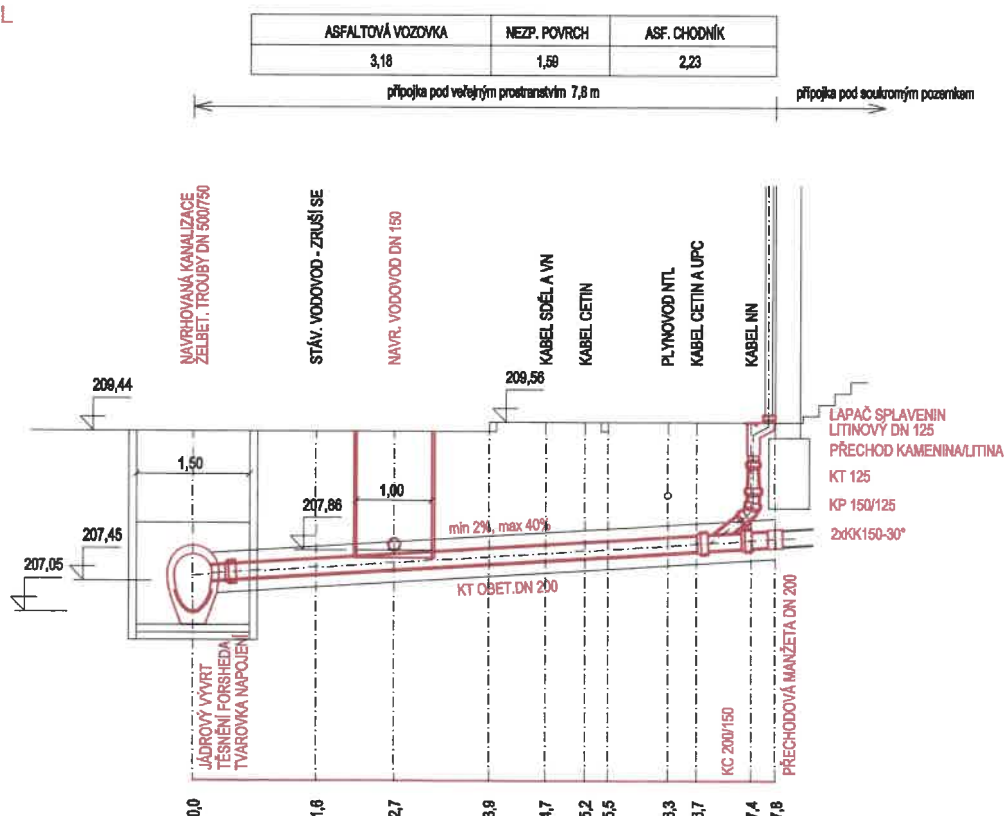 L
ASFALTOVÁ VOZOVKA NEZP. POVRCH ASF. CHODNÍK
3,18 1,59 2,23
přípojka pod veřejným prostranstvím 7,8 m
přípojka pod soukromým pozemkem
NAVRHOVANÁ KANALIZACE
ŽELBET. TROUBY DN 500/750
STÁV. VODOVOD - ZRUŠÍ SE
NAVR. VODOVOD DN 150
KABEL SDĚL A VN
KABEL CETIN
PLYNOVOD NTL
KABEL CETIN A UPC
KABEL NN
209,44
209,56
LAPAČ SPLAVENIN
LITINOVÝ DN 125
PŘECHOD KAMENINA/LITINA
KT 125
KP 150/125
2xKK150-30°
1,50
1,00
207,86
207,45
207,05
min 2%, max 40%
KT OBET.DN 200
JÁDROVÝ VÝVRT
TĚSNĚNÍ FORSHEDA
TVAROVKA NAPOJENÍ
KC 200/150
PŘECHODOVÁ MANŽETA DN 200
0,0
1,6
2,7
3,9
4,7
5,2
5,5
6,3
6,7
7,4
7,8